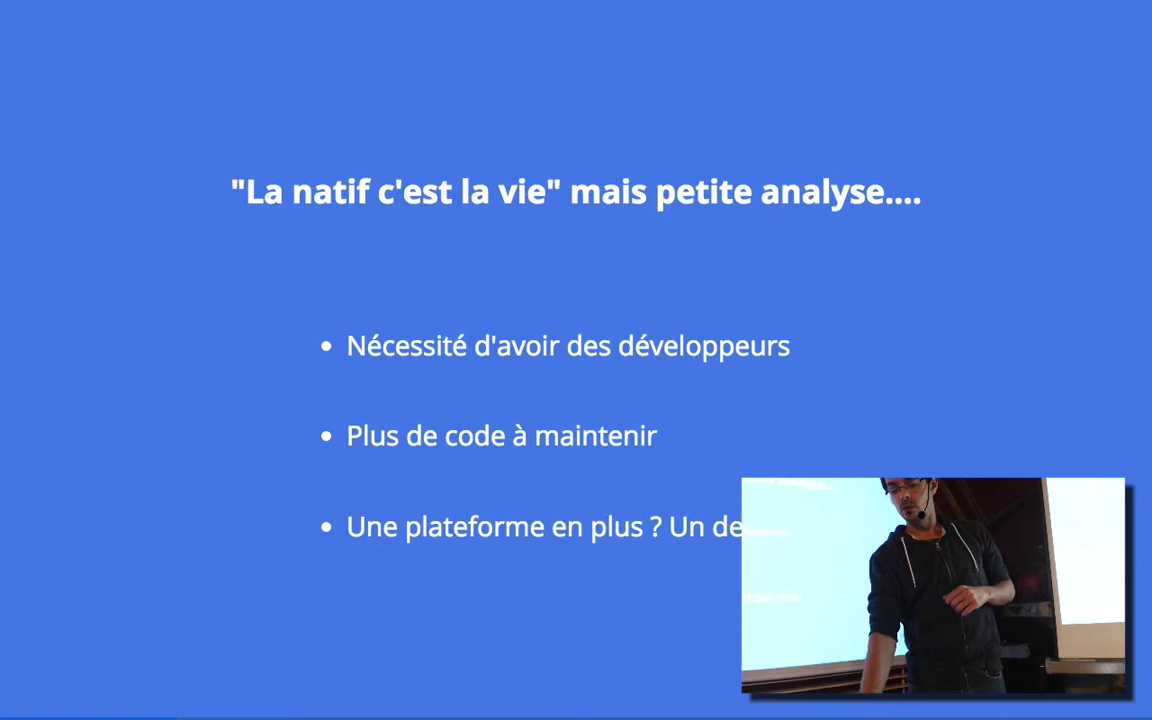 "La natif c'est la vie" mais petite analyse....
Nécessité d'avoir des développeurs
Plus de code à maintenir
Une plateforme en plus ? Un